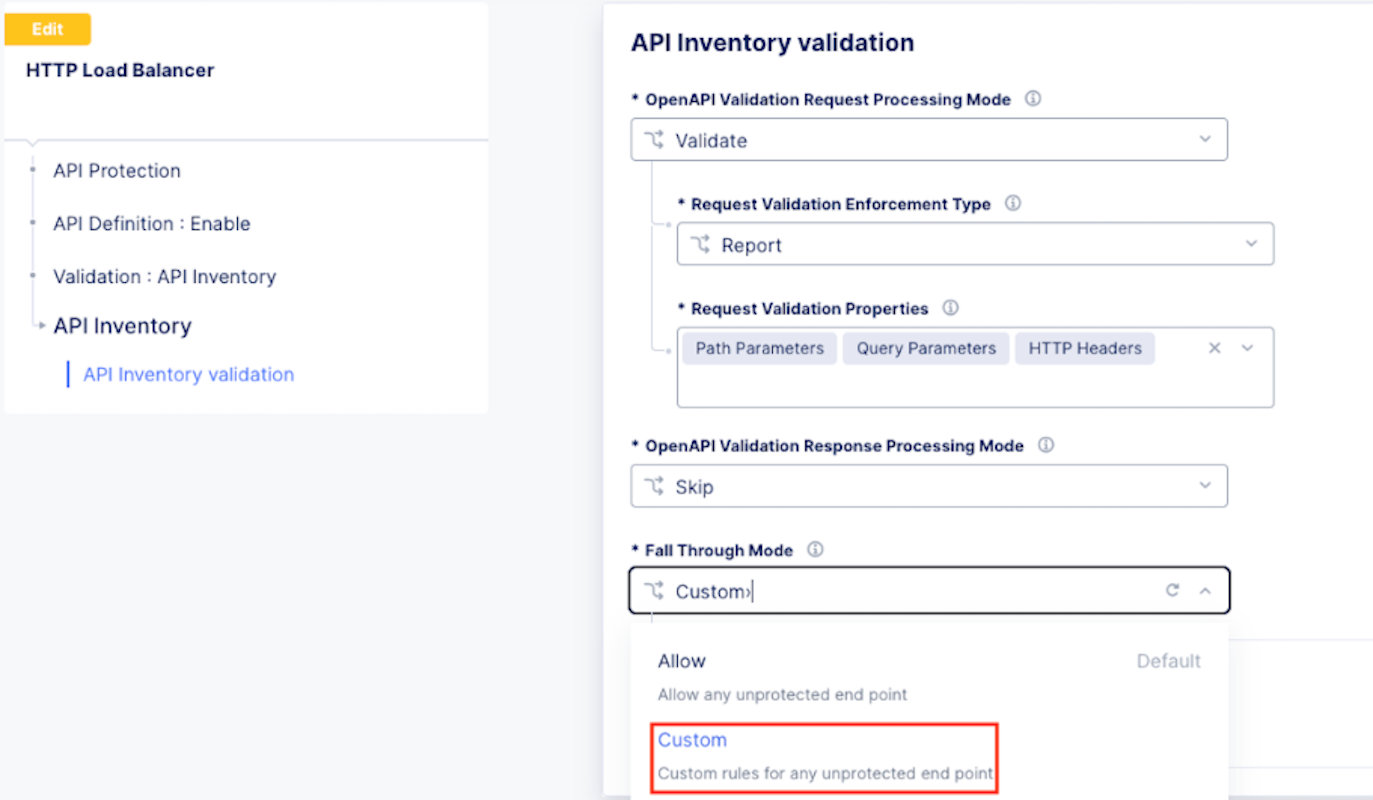 Edit
HTTP Load Balancer
API Protection
API Definition : Enable
Validation : API Inventory
API Inventory
API Inventory validation
API Inventory validation
* OpenAPI Validation Request Processing Mode
Validate
* Request Validation Enforcement Type
Report
* Request Validation Properties
Path Parameters Query Parameters HTTP Headers
* OpenAPI Validation Response Processing Mode
Skip
* Fall Through Mode
Custom›
Allow Default
Allow any unprotected end point
Custom
Custom rules for any unprotected end point